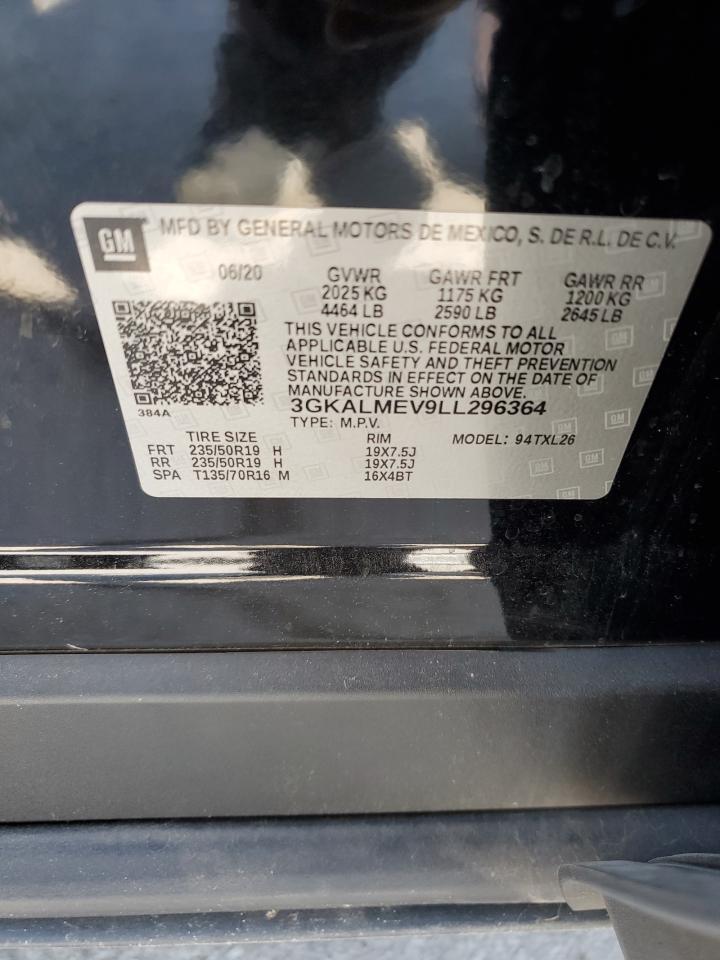 GM
MFD BY GENERAL MOTORS DE MEXICO, S. DE R.L. DE C.V.
06/20 GVWR GAWR FRT GAWR RR
2025 KG 1175 KG 1200 KG
4464 LB 2590 LB 2645 LB
THIS VEHICLE CONFORMS TO ALL
APPLICABLE U.S. FEDERAL MOTOR
VEHICLE SAFETY AND THEFT PREVENTION
STANDARDS IN EFFECT ON THE DATE OF
MANUFACTURE SHOWN ABOVE.
384A 3GKALMEV9LL296364
TYPE: M.P.V.
TIRE SIZE RIM MODEL: 94TXL26
FRT 235/50R19 H 19X7.5J
RR 235/50R19 H 19X7.5J
SPA T135/70R16 M 16X4BT